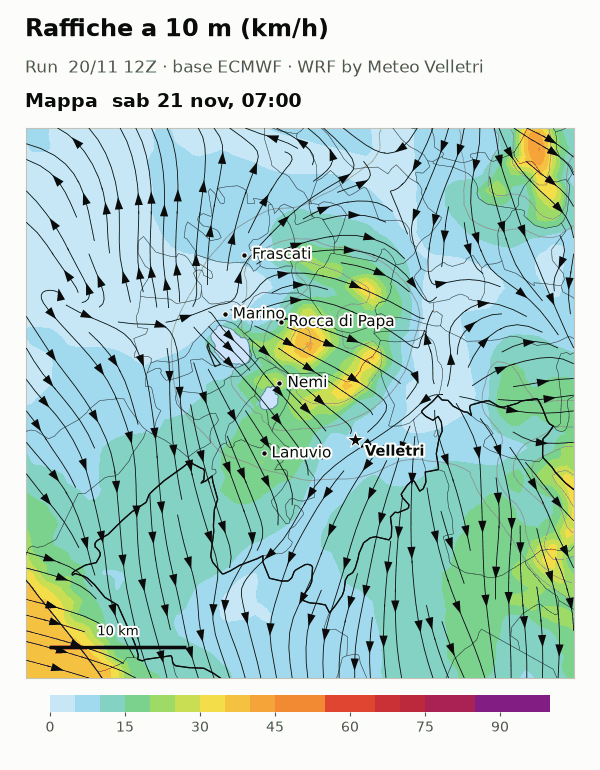 Raffiche a 10 m (km/h)
Run  20/11 12Z · base ECMWF · WRF by Meteo Velletri
Mappa  sab 21 nov, 07:00
Frascati
Marino
Rocca di Papa
Nemi
Lanuvio
Velletri
10 km
0 15 30 45 60 75 90